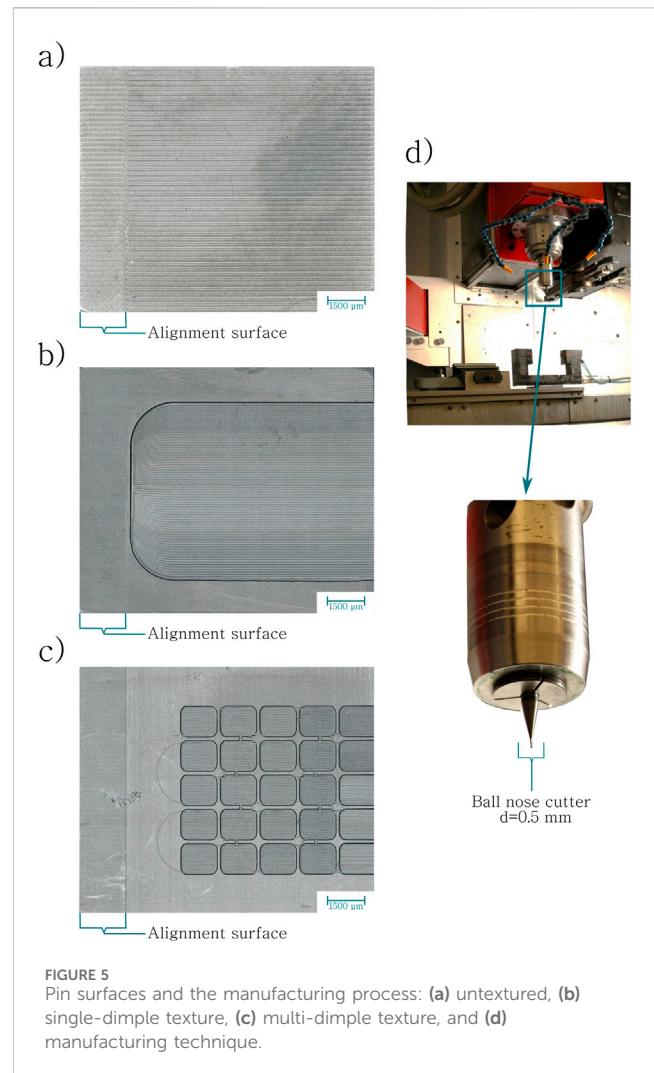 a)
1500 µm
Alignment surface
b)
1500 µm
Alignment surface
c)
1500 µm
Alignment surface
d)
Ball nose cutter
d=0.5 mm
FIGURE 5
Pin surfaces and the manufacturing process: (a) untextured, (b)
single-dimple texture, (c) multi-dimple texture, and (d)
manufacturing technique.